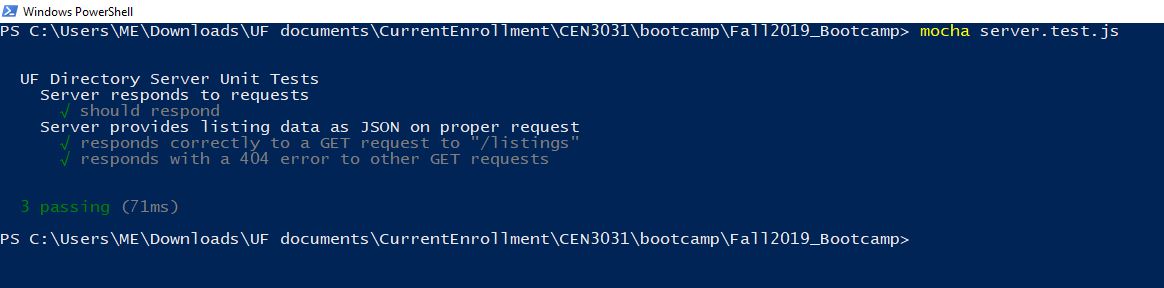 Windows PowerShell
PS C:\Users\ME\Downloads\UF documents\CurrentEnrollment\CEN3031\bootcamp\Fall2019_Bootcamp> mocha server.test.js
UF Directory Server Unit Tests
Server responds to requests
√ should respond
Server provides listing data as JSON on proper request
√ responds correctly to a GET request to "/listings"
√ responds with a 404 error to other GET requests
3 passing (71ms)
PS C:\Users\ME\Downloads\UF documents\CurrentEnrollment\CEN3031\bootcamp\Fall2019_Bootcamp>